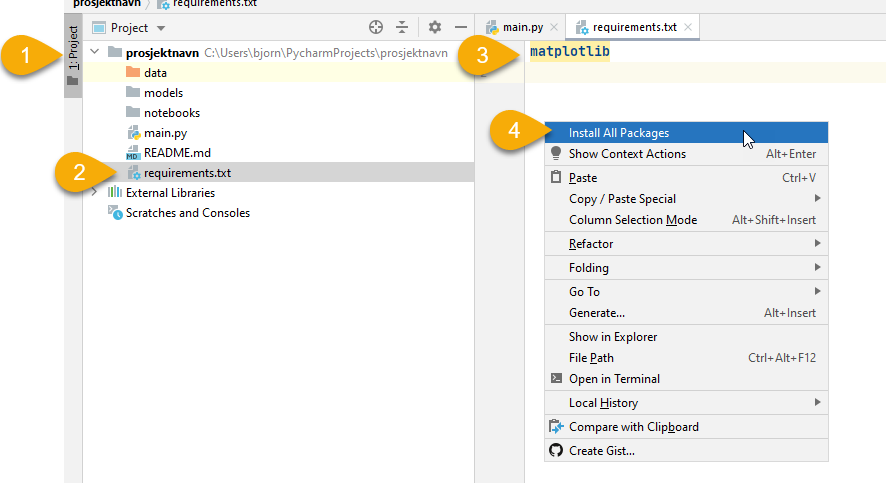 prosjektnavn requirements.txt
Project
main.py requirements.txt
1: Project
1
prosjektnavn C:\Users\bjorn\PycharmProjects\prosjektnavn
3
matplotlib
data
models
notebooks
main.py
README.md
2
requirements.txt
External Libraries
Scratches and Consoles
4
Install All Packages
Show Context Actions Alt+Enter
Paste Ctrl+V
Copy / Paste Special
Column Selection Mode Alt+Shift+Insert
Refactor
Folding
Go To
Generate... Alt+Insert
Show in Explorer
File Path Ctrl+Alt+F12
Open in Terminal
Local History
Compare with Clipboard
Create Gist...